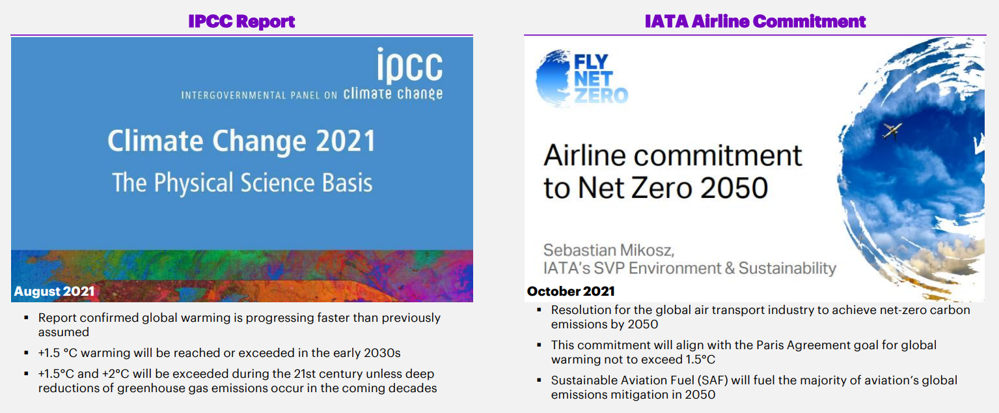 IPCC Report
ipcc
INTERGOVERNMENTAL PANEL ON climate change
Climate Change 2021
The Physical Science Basis
August 2021
▪ Report confirmed global warming is progressing faster than previously
assumed
▪ +1.5 °C warming will be reached or exceeded in the early 2030s
▪ +1.5°C and +2°C will be exceeded during the 21st century unless deep
reductions of greenhouse gas emissions occur in the coming decades
IATA Airline Commitment
FLY
NET
ZERO
Airline commitment
to Net Zero 2050
Sebastian Mikosz,
IATA's SVP Environment & Sustainability
October 2021
▪ Resolution for the global air transport industry to achieve net-zero carbon
emissions by 2050
▪ This commitment will align with the Paris Agreement goal for global
warming not to exceed 1.5°C
▪ Sustainable Aviation Fuel (SAF) will fuel the majority of aviation's global
emissions mitigation in 2050